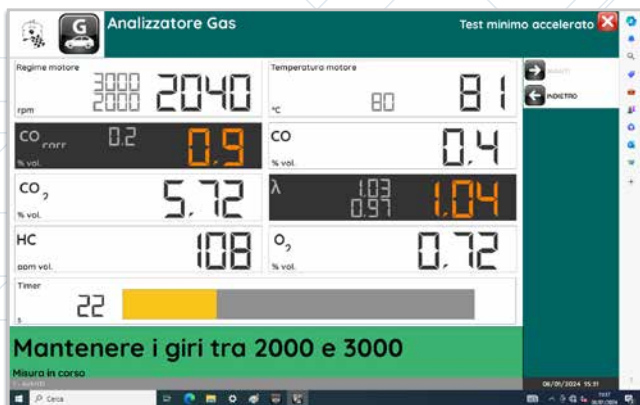 G
Analizzatore Gas
Test minimo accelerato
Regime motore
3000
2000
2040
rpm
Temperatura motore
80
81
°C
INDIETRO
CO corr
0.2
0.9
% vol.
CO
0.4
% vol.
CO2
5.72
% vol.
λ
1.03
0.97
1.04
HC
108
ppm vol.
O2
0.72
% vol.
Timer
22
s
Mantenere i giri tra 2000 e 3000
Misura in corso
08/01/2024 15:37
Cerca